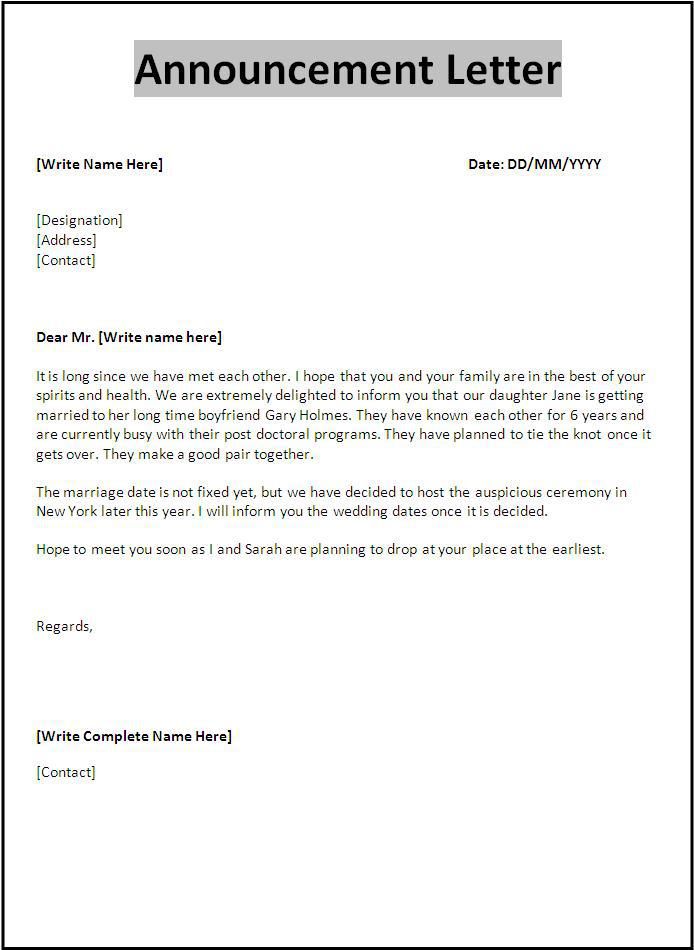 Announcement Letter
[Write Name Here] Date: DD/MM/YYYY
[Designation]
[Address]
[Contact]
Dear Mr. [Write name here]
It is long since we have met each other. I hope that you and your family are in the best of your
spirits and health. We are extremely delighted to inform you that our daughter Jane is getting
married to her long time boyfriend Gary Holmes. They have known each other for 6 years and
are currently busy with their post doctoral programs. They have planned to tie the knot once it
gets over. They make a good pair together.
The marriage date is not fixed yet, but we have decided to host the auspicious ceremony in
New York later this year. I will inform you the wedding dates once it is decided.
Hope to meet you soon as I and Sarah are planning to drop at your place at the earliest.
Regards,
[Write Complete Name Here]
[Contact]